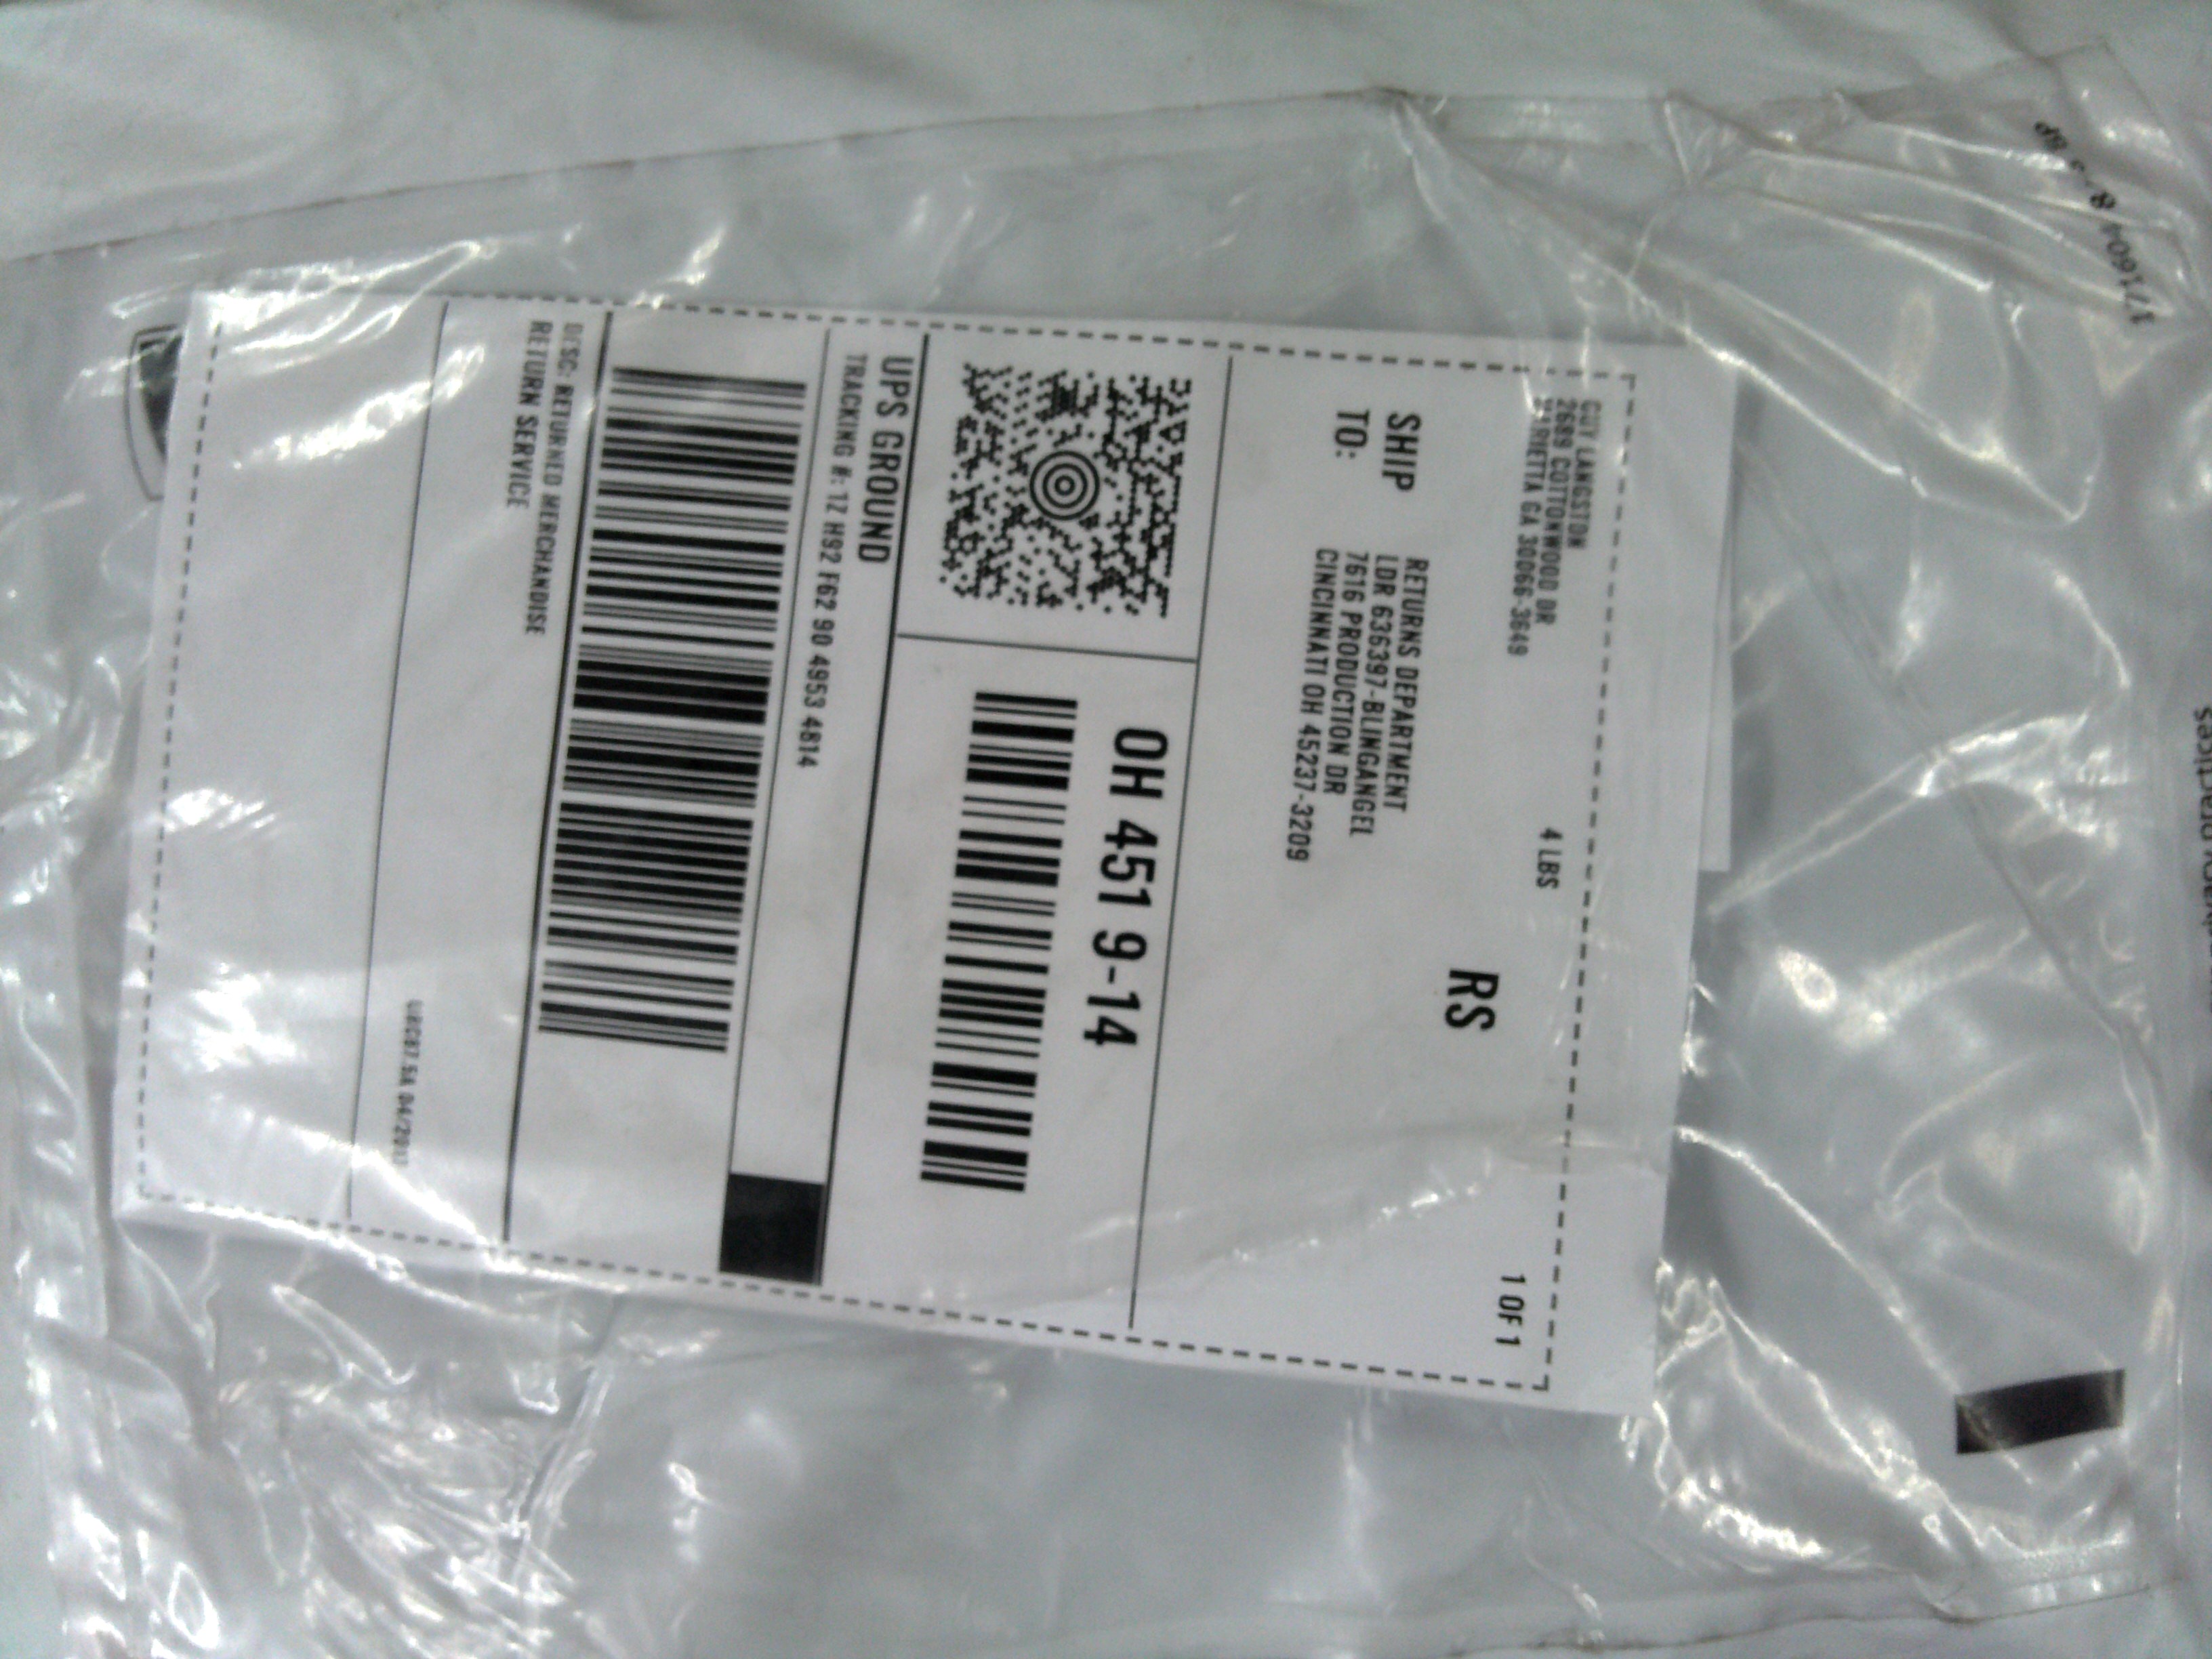 GUY LANGSTON
2689 COTTONWOOD DR
MARIETTA GA 30066-3649
4 LBS
1 OF 1
RS
SHIP
TO:
RETURNS DEPARTMENT
LDR 636397-BLINGANGEL
7616 PRODUCTION DR
CINCINNATI OH 45237-3209
OH 451 9-14
UPS GROUND
TRACKING #: 1Z H92 F62 90 4953 4814
DESC: RETURNED MERCHANDISE
RETURN SERVICE